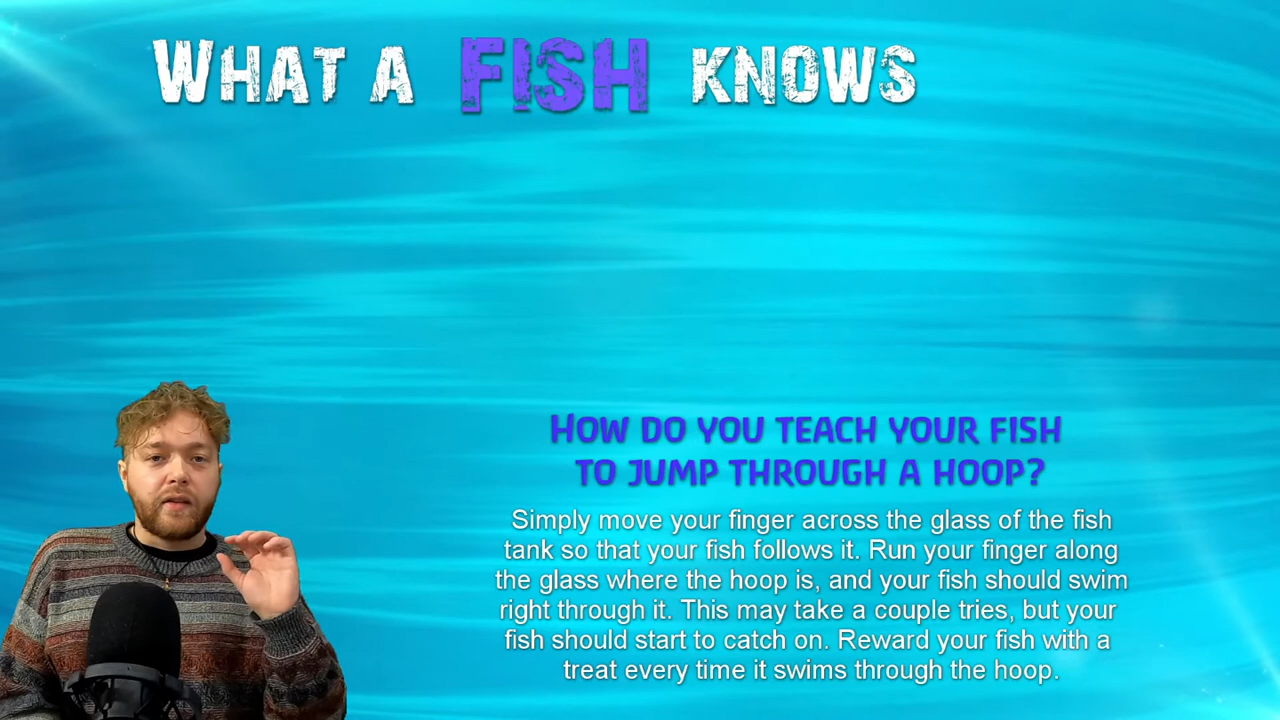 What a Fish knows
How do you teach your fish
to jump through a hoop?
Simply move your finger across the glass of the fish
tank so that your fish follows it. Run your finger along
the glass where the hoop is, and your fish should swim
right through it. This may take a couple tries, but your
fish should start to catch on. Reward your fish with a
treat every time it swims through the hoop.